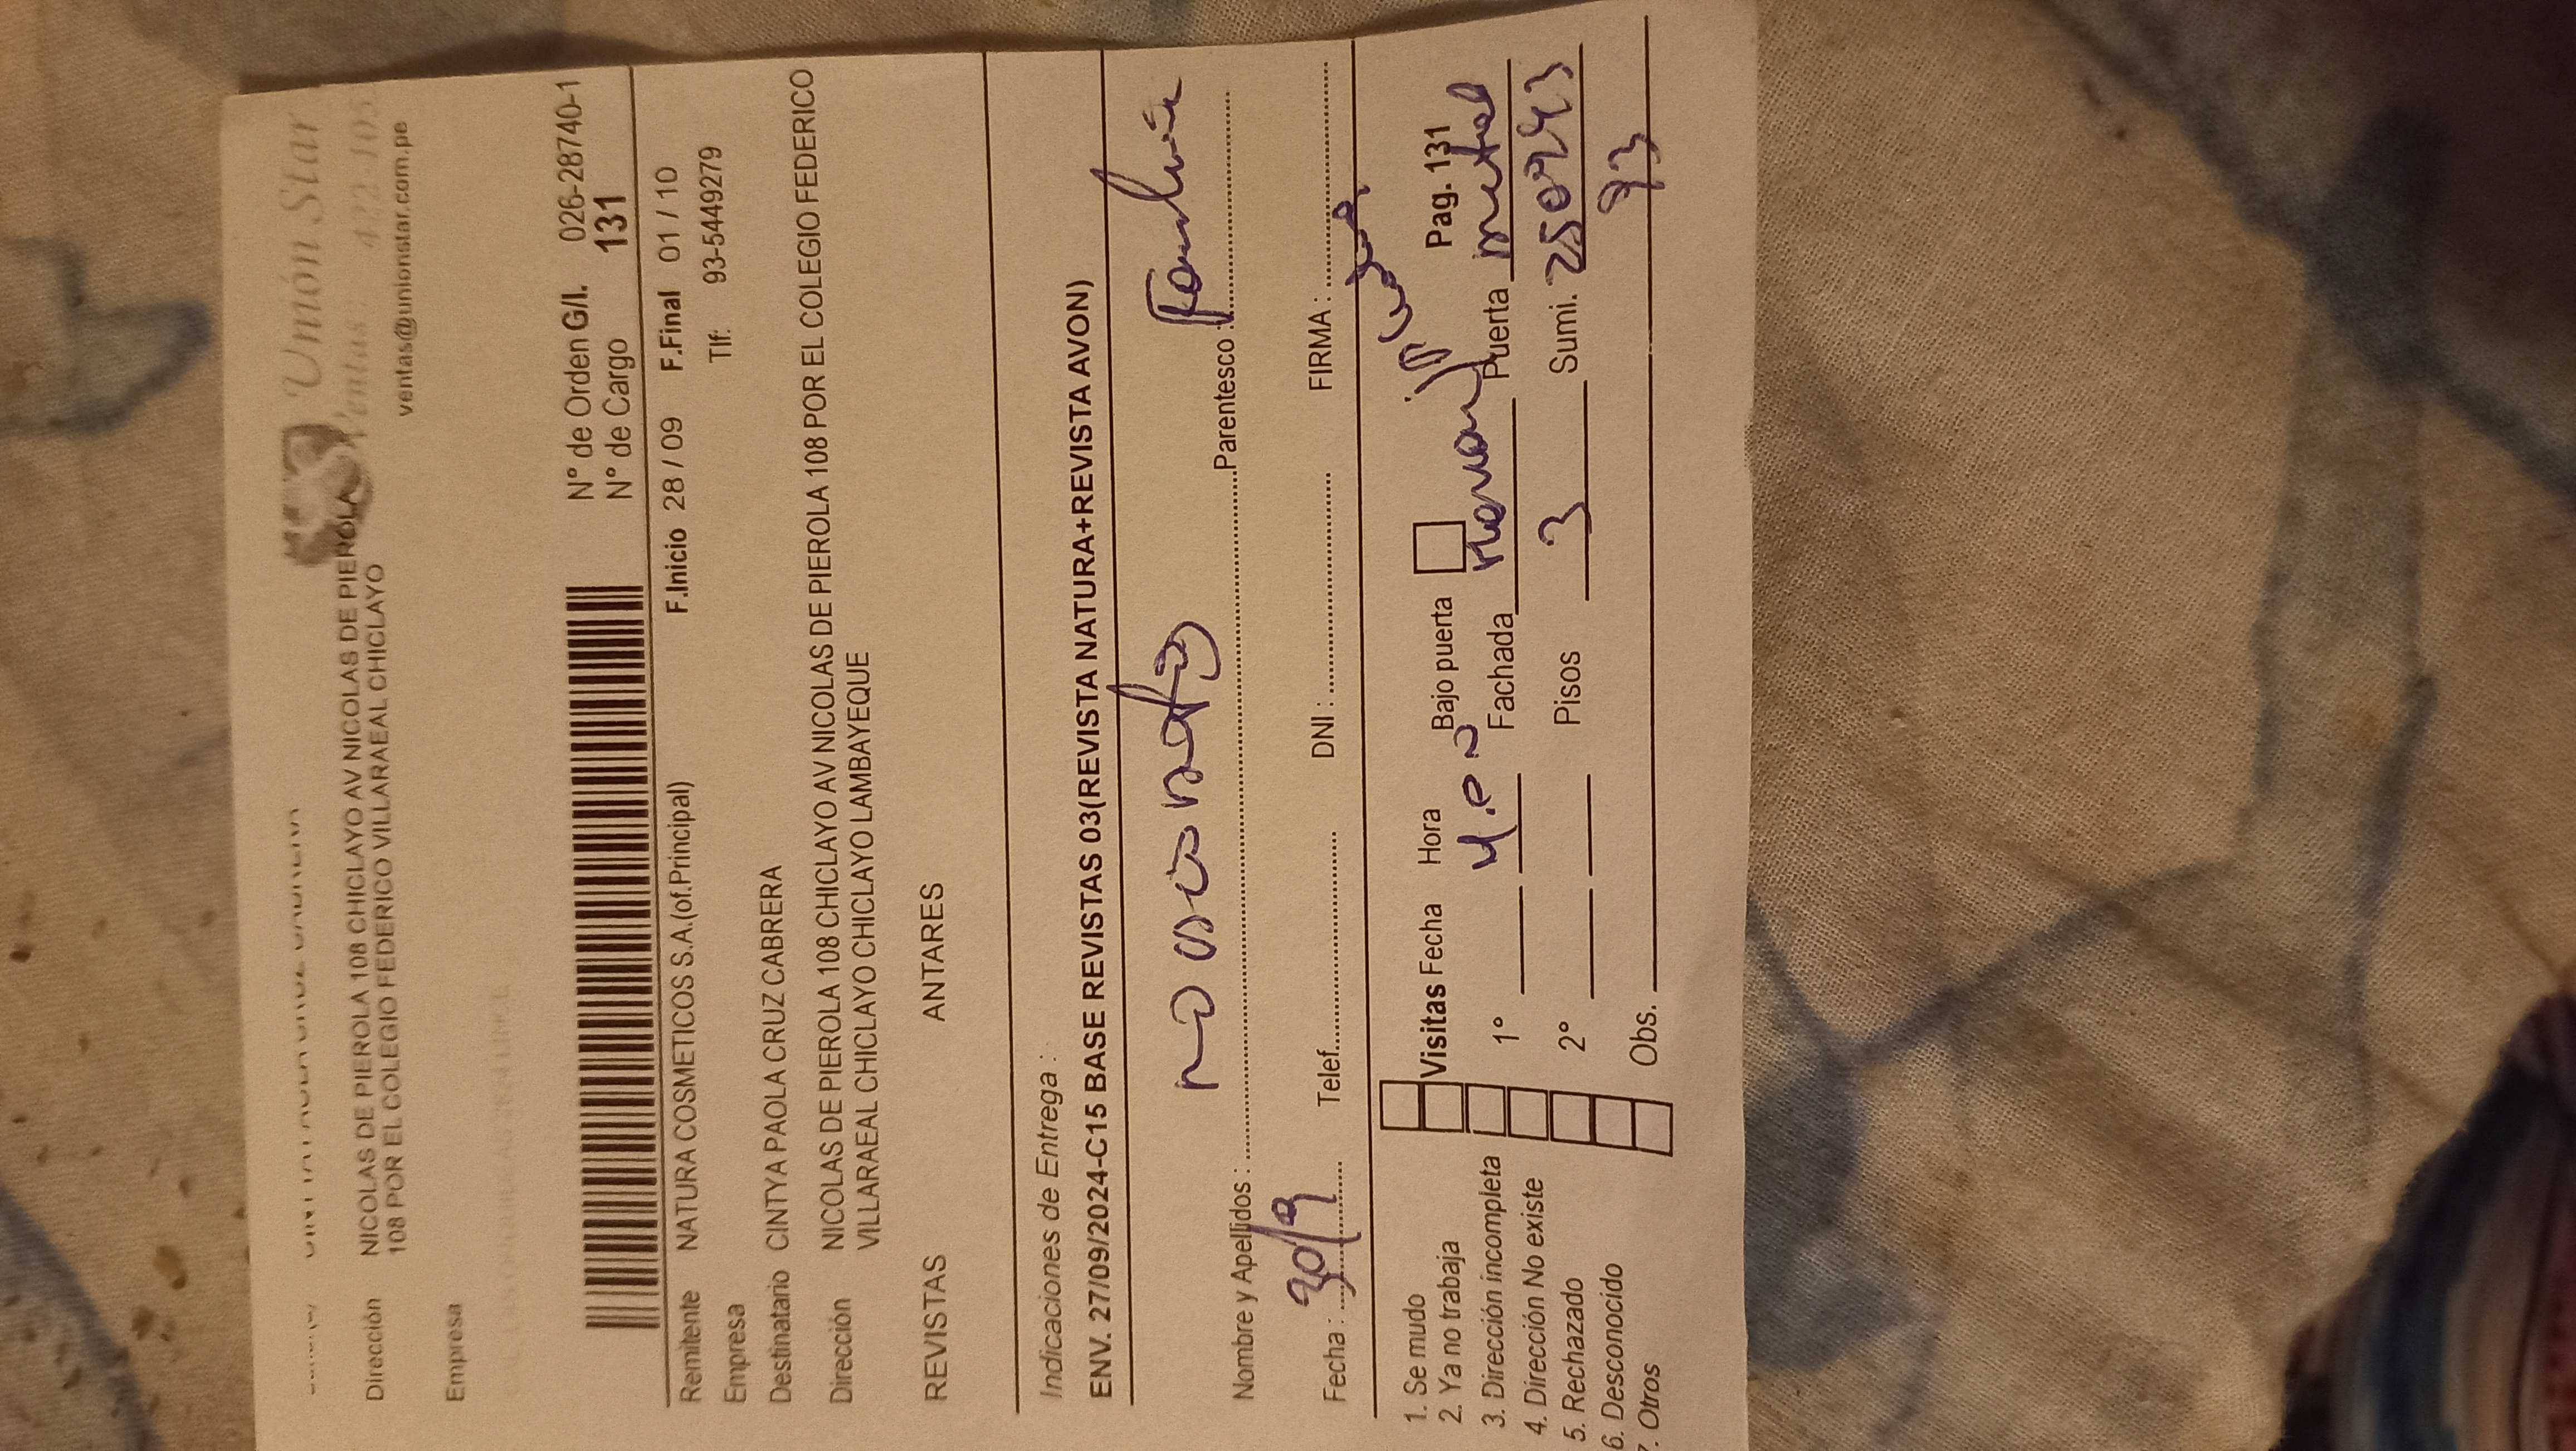 Unión Star
Ventas: 422-105
ventas@unionstar.com.pe
Dirección NICOLAS DE PIEROLA 108 CHICLAYO AV NICOLAS DE PIEROLA
108 POR EL COLEGIO FEDERICO VILLARAEAL CHICLAYO
Empresa
N° de Orden G/I. 026-28740-1
N° de Cargo 131
F.Inicio 28 / 09 F.Final 01 / 10
Remitente NATURA COSMETICOS S.A.(of.Principal)
Empresa Tlf: 93-5449279
Destinatario CINTYA PAOLA CRUZ CABRERA
Dirección NICOLAS DE PIEROLA 108 CHICLAYO AV NICOLAS DE PIEROLA 108 POR EL COLEGIO FEDERICO
VILLARAEAL CHICLAYO CHICLAYO LAMBAYEQUE
REVISTAS ANTARES
Indicaciones de Entrega :
ENV. 27/09/2024-C15 BASE REVISTAS 03(REVISTA NATURA+REVISTA AVON)
Nombre y Apellidos : Parentesco :
Fecha : 30/9 Telef. DNI : FIRMA :
1. Se mudo
2. Ya no trabaja
3. Dirección incompleta
4. Dirección No existe
5. Rechazado
6. Desconocido
7. Otros
Visitas Fecha Hora Bajo puerta Pag. 131
1° Fachada Puerta metal
2° Pisos 3 Sumi.
Obs.